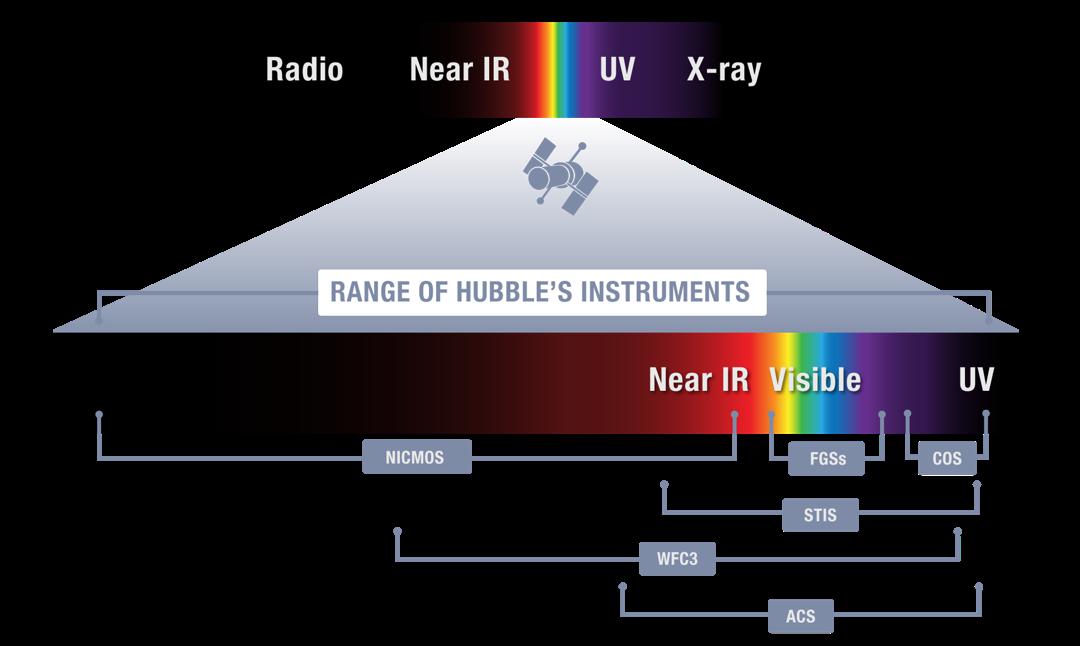 Radio Near IR UV X-ray
RANGE OF HUBBLE'S INSTRUMENTS
Near IR Visible UV
NICMOS FGSs COS
STIS
WFC3
ACS